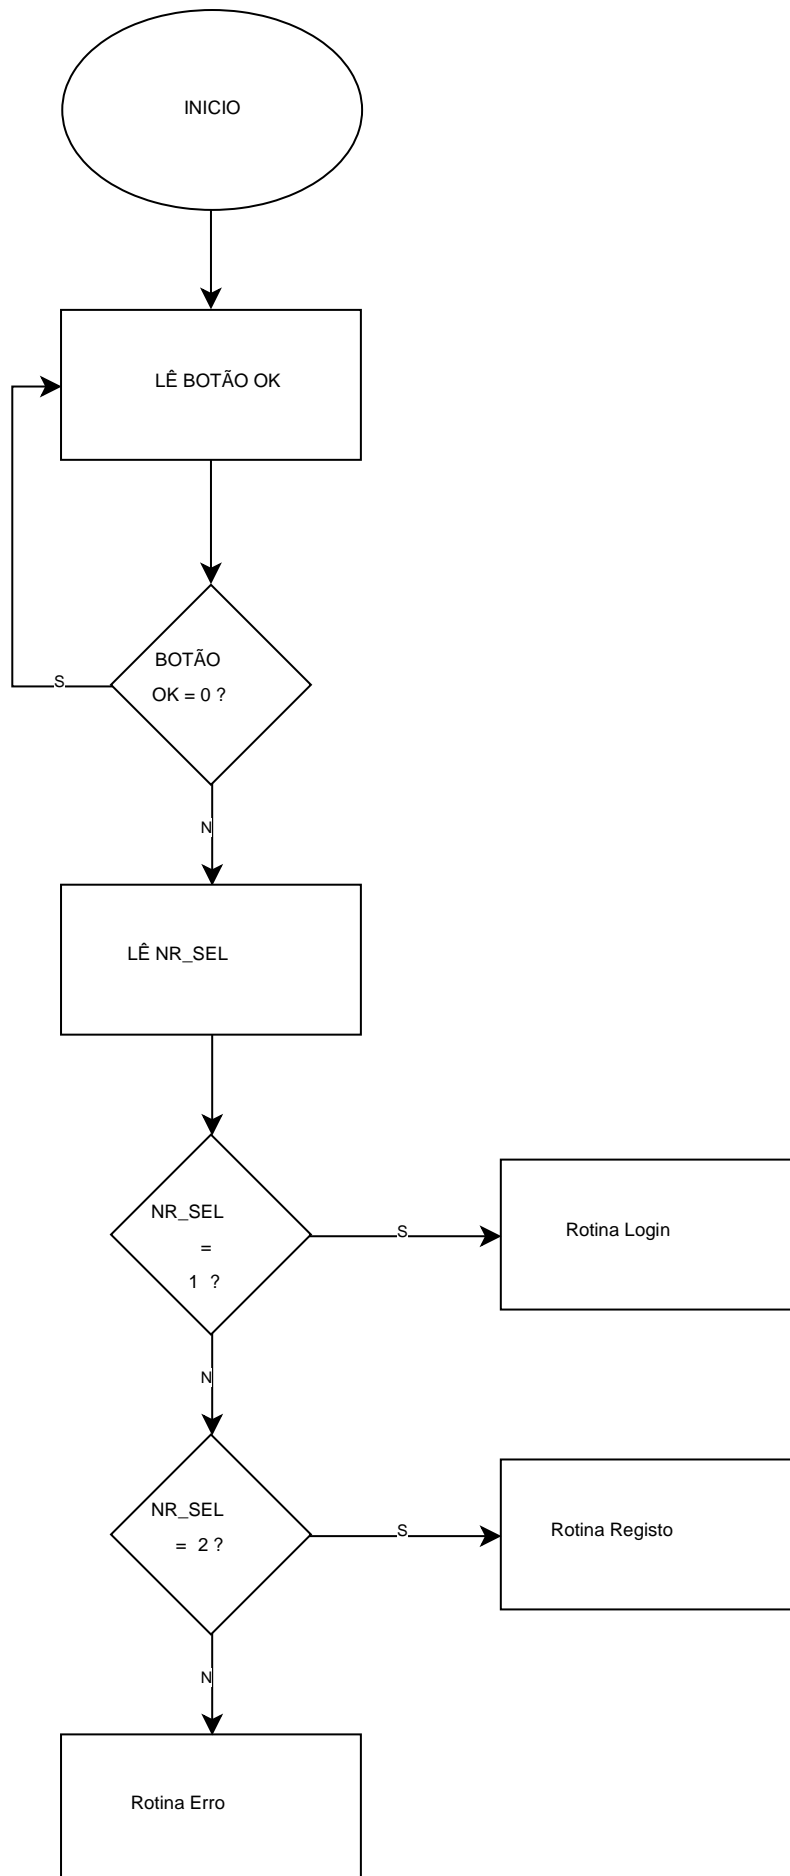 INICIO
LÊ BOTÃO OK
BOTÃO
OK = 0 ?
S
N
LÊ NR_SEL
NR_SEL
=
1 ?
S
Rotina Login
N
NR_SEL
= 2 ?
S
Rotina Registo
N
Rotina Erro